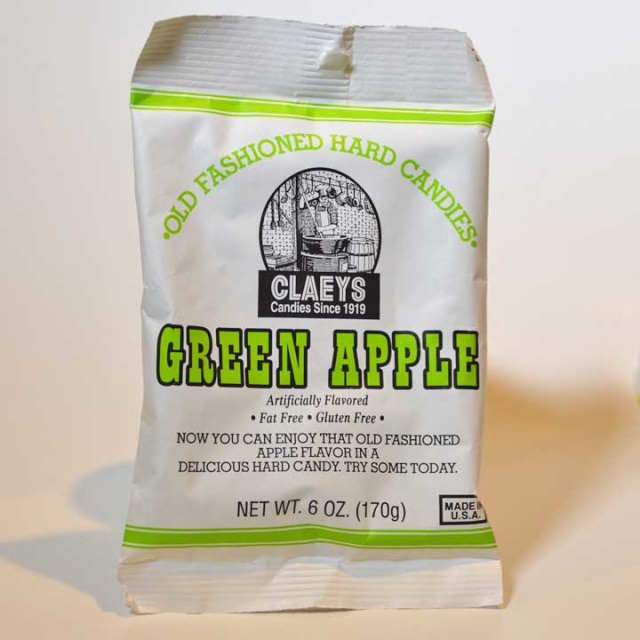 •OLD FASHIONED HARD CANDIES•
CLAEYS
Candies Since 1919
GREEN APPLE
Artificially Flavored
• Fat Free • Gluten Free •
NOW YOU CAN ENJOY THAT OLD FASHIONED
APPLE FLAVOR IN A
DELICIOUS HARD CANDY. TRY SOME TODAY.
NET WT. 6 OZ. (170g)
MADE IN
U.S.A.